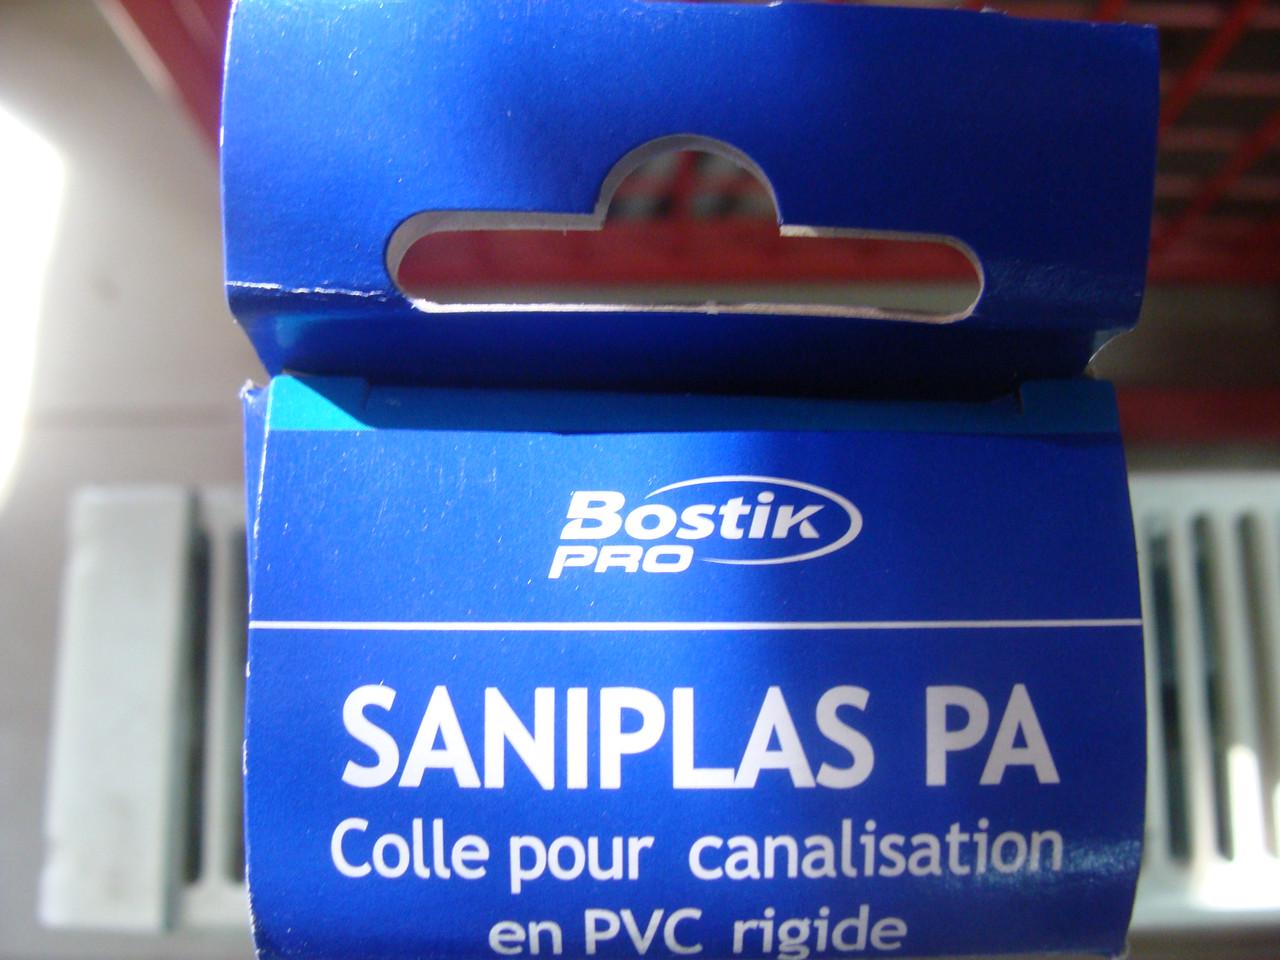 Bostik
PRO
SANIPLAS PA
Colle pour canalisation
en PVC rigide